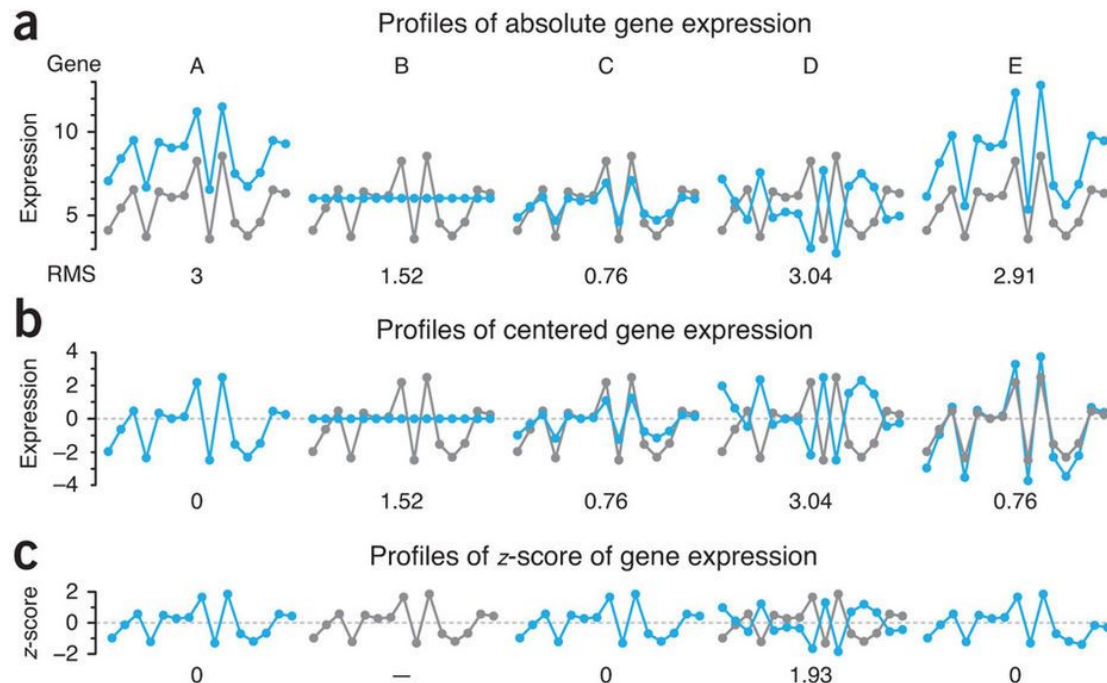 a Profiles of absolute gene expression
Gene A B C D E
Expression
10
5
RMS 3 1.52 0.76 3.04 2.91
b Profiles of centered gene expression
Expression
4
2
0
−2
−4
0 1.52 0.76 3.04 0.76
c Profiles of z-score of gene expression
z-score
2
0
−2
0 — 0 1.93 0